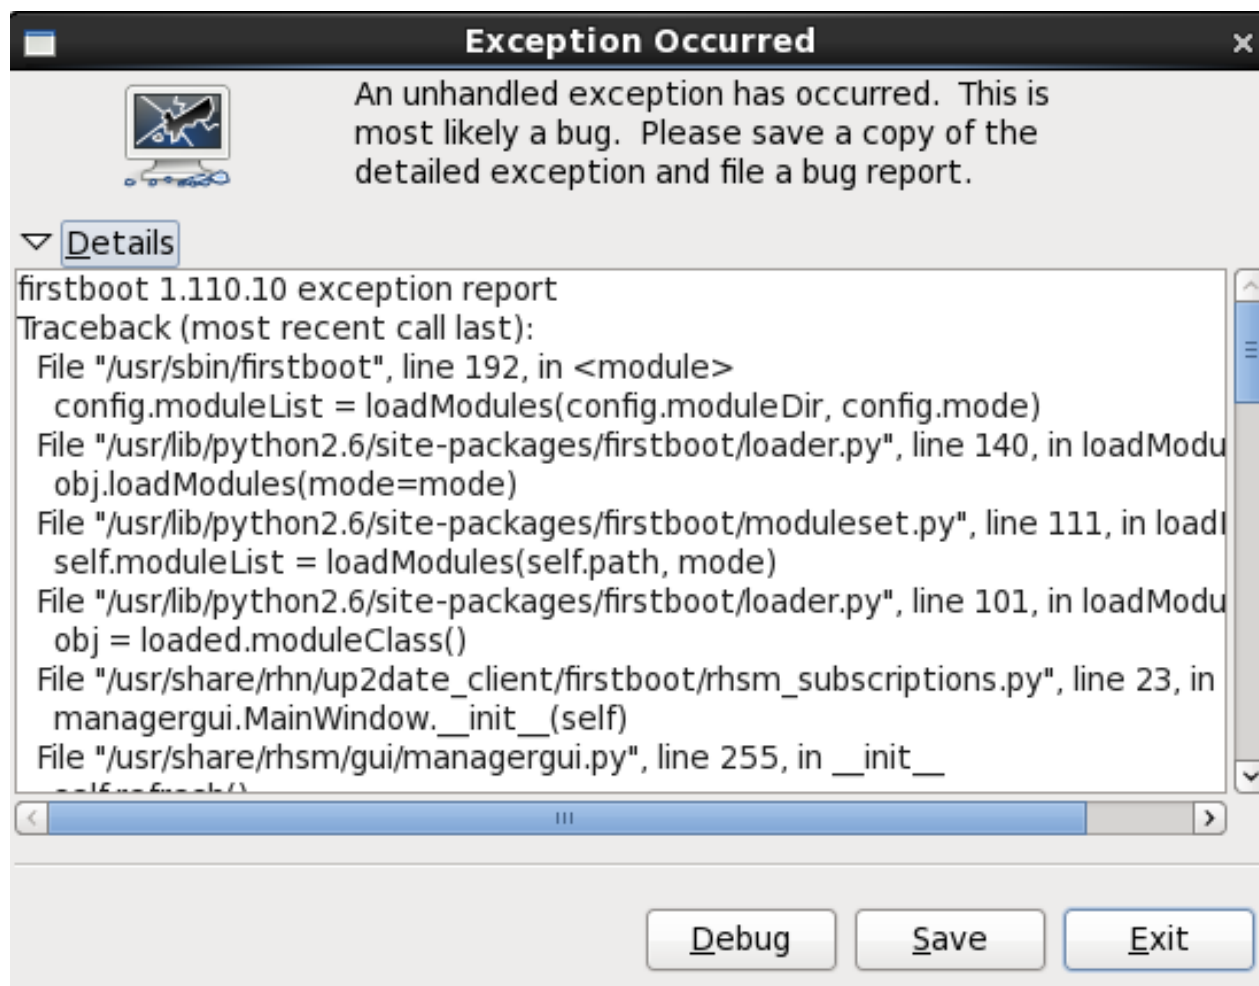 Exception Occurred
An unhandled exception has occurred.  This is
most likely a bug.  Please save a copy of the
detailed exception and file a bug report.
Details
firstboot 1.110.10 exception report
Traceback (most recent call last):
  File "/usr/sbin/firstboot", line 192, in <module>
    config.moduleList = loadModules(config.moduleDir, config.mode)
  File "/usr/lib/python2.6/site-packages/firstboot/loader.py", line 140, in loadModu
    obj.loadModules(mode=mode)
  File "/usr/lib/python2.6/site-packages/firstboot/moduleset.py", line 111, in
    self.moduleList = loadModules(self.path, mode)
  File "/usr/lib/python2.6/site-packages/firstboot/loader.py", line 101, in loadModu
    obj = loaded.moduleClass()
  File "/usr/share/rhn/up2date_client/firstboot/rhsm_subscriptions.py", line 23, in
    managergui.MainWindow.__init__(self)
  File "/usr/share/rhsm/gui/managergui.py", line 255, in __init__
    self.refresh()
Debug
Save
Exit